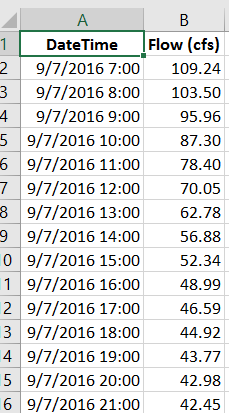 A B
1 DateTime Flow (cfs)
2 9/7/2016 7:00 109.24
3 9/7/2016 8:00 103.50
4 9/7/2016 9:00 95.96
5 9/7/2016 10:00 87.30
6 9/7/2016 11:00 78.40
7 9/7/2016 12:00 70.05
8 9/7/2016 13:00 62.78
9 9/7/2016 14:00 56.88
0 9/7/2016 15:00 52.34
1 9/7/2016 16:00 48.99
2 9/7/2016 17:00 46.59
3 9/7/2016 18:00 44.92
4 9/7/2016 19:00 43.77
5 9/7/2016 20:00 42.98
6 9/7/2016 21:00 42.45